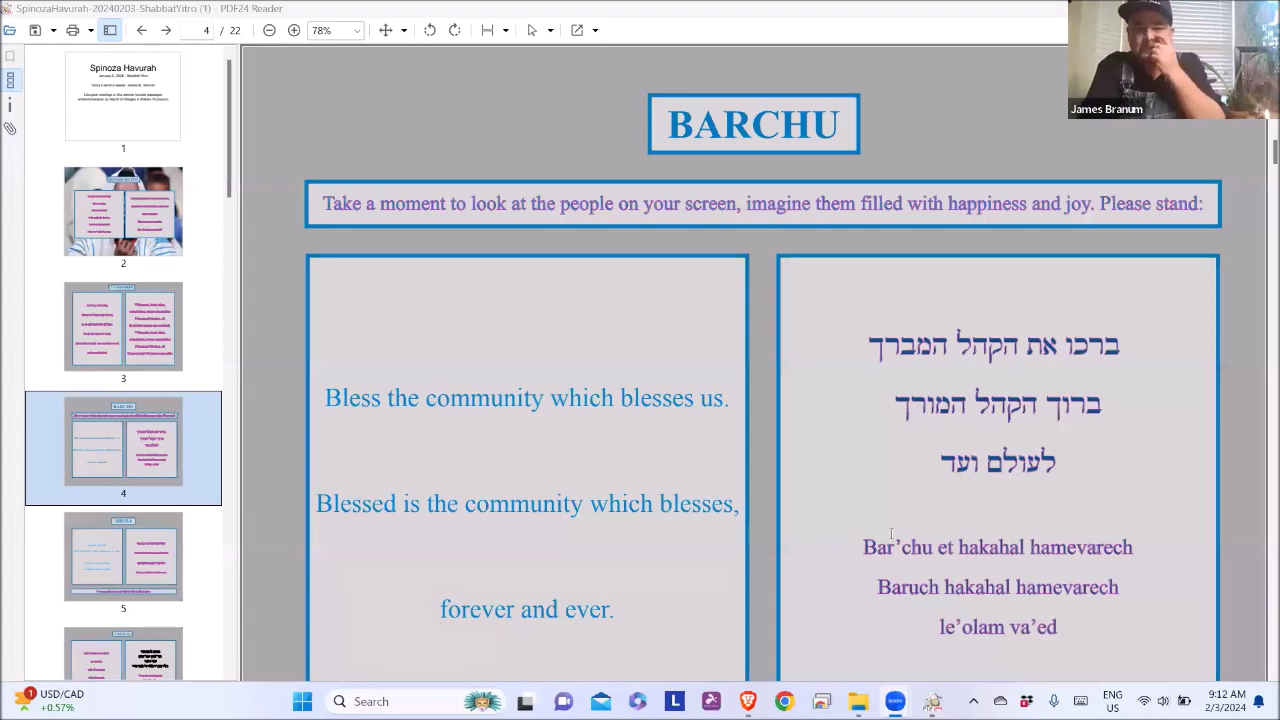 SpinozaHavurah-20240203-ShabbatYitro (1) - PDF24 Reader
4 / 22
78%
James Branum
Spinoza Havurah
1
2
3
4
5
BARCHU
Take a moment to look at the people on your screen, imagine them filled with happiness and joy. Please stand:
Bless the community which blesses us.
Blessed is the community which blesses,
forever and ever.
ברכו את הקהל המברך
ברוך הקהל המורך
לעולם ועד
Bar’chu et hakahal hamevarech
Baruch hakahal hamevarech
le’olam va’ed
1
USD/CAD
+0.57%
Search
ENG
US
9:12 AM
2/3/2024